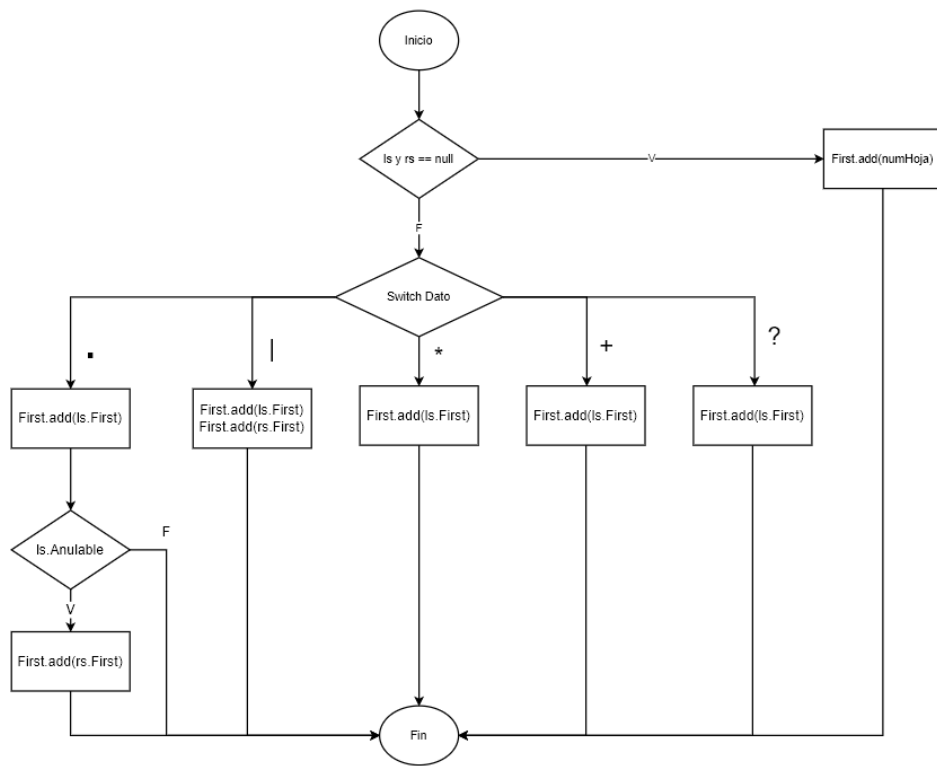 Inicio
ls y rs == null
V
First.add(numHoja)
F
Switch Dato
.
|
*
+
?
First.add(ls.First)
First.add(ls.First)
First.add(rs.First)
First.add(ls.First)
First.add(ls.First)
First.add(ls.First)
ls.Anulable
F
V
First.add(rs.First)
Fin